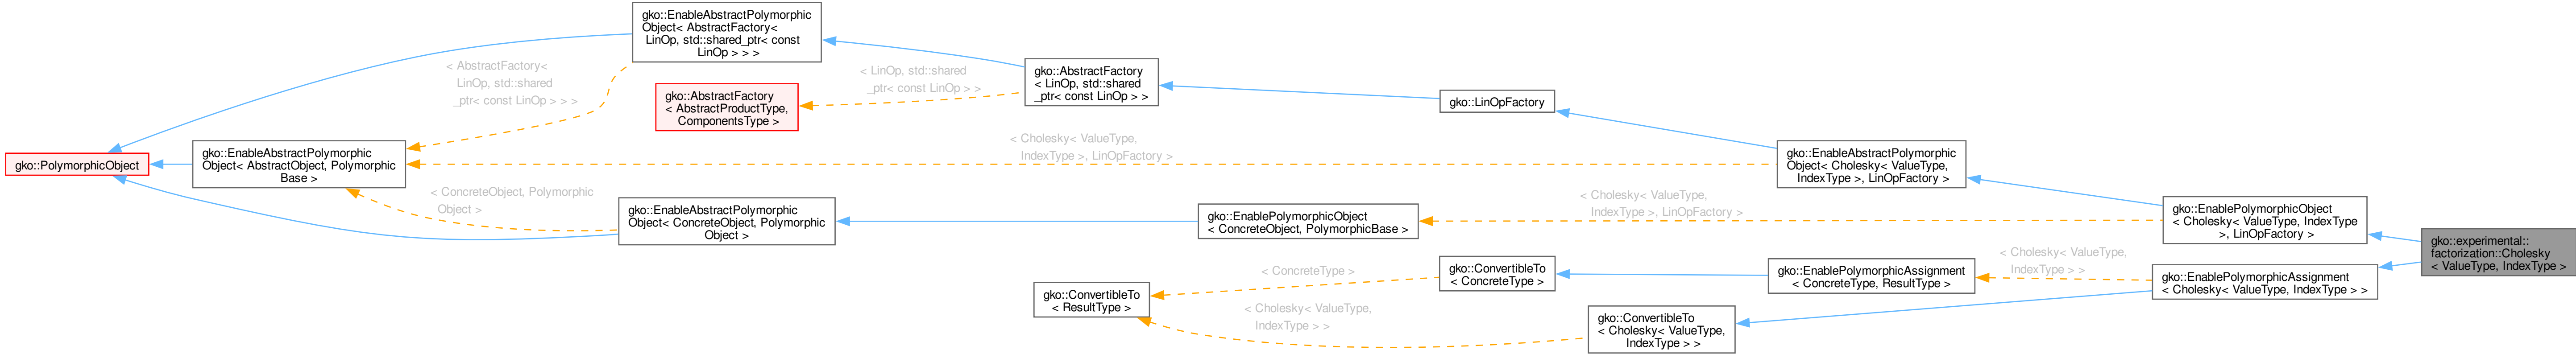 gko::PolymorphicObject
gko::EnableAbstractPolymorphic
Object< AbstractObject, Polymorphic
Base >
gko::EnableAbstractPolymorphic
Object< AbstractFactory<
LinOp, std::shared_ptr< const
LinOp > > >
< AbstractFactory<
LinOp, std::shared
_ptr< const LinOp > > >
gko::AbstractFactory
< AbstractProductType,
ComponentsType >
< LinOp, std::shared
_ptr< const LinOp > >
gko::AbstractFactory
< LinOp, std::shared
_ptr< const LinOp > >
gko::LinOpFactory
< Cholesky< ValueType,
IndexType >, LinOpFactory >
gko::EnableAbstractPolymorphic
Object< Cholesky< ValueType,
IndexType >, LinOpFactory >
< ConcreteObject, Polymorphic
Object >
gko::EnableAbstractPolymorphic
Object< ConcreteObject, Polymorphic
Object >
gko::EnablePolymorphicObject
< ConcreteObject, PolymorphicBase >
< Cholesky< ValueType,
IndexType >, LinOpFactory >
gko::EnablePolymorphicObject
< Cholesky< ValueType, IndexType
>, LinOpFactory >
gko::experimental::
factorization::Cholesky
< ValueType, IndexType >
gko::ConvertibleTo
< ResultType >
< ConcreteType >
gko::ConvertibleTo
< ConcreteType >
gko::EnablePolymorphicAssignment
< ConcreteType, ResultType >
< Cholesky< ValueType,
IndexType > >
gko::EnablePolymorphicAssignment
< Cholesky< ValueType, IndexType > >
< Cholesky< ValueType,
IndexType > >
gko::ConvertibleTo
< Cholesky< ValueType,
IndexType > >